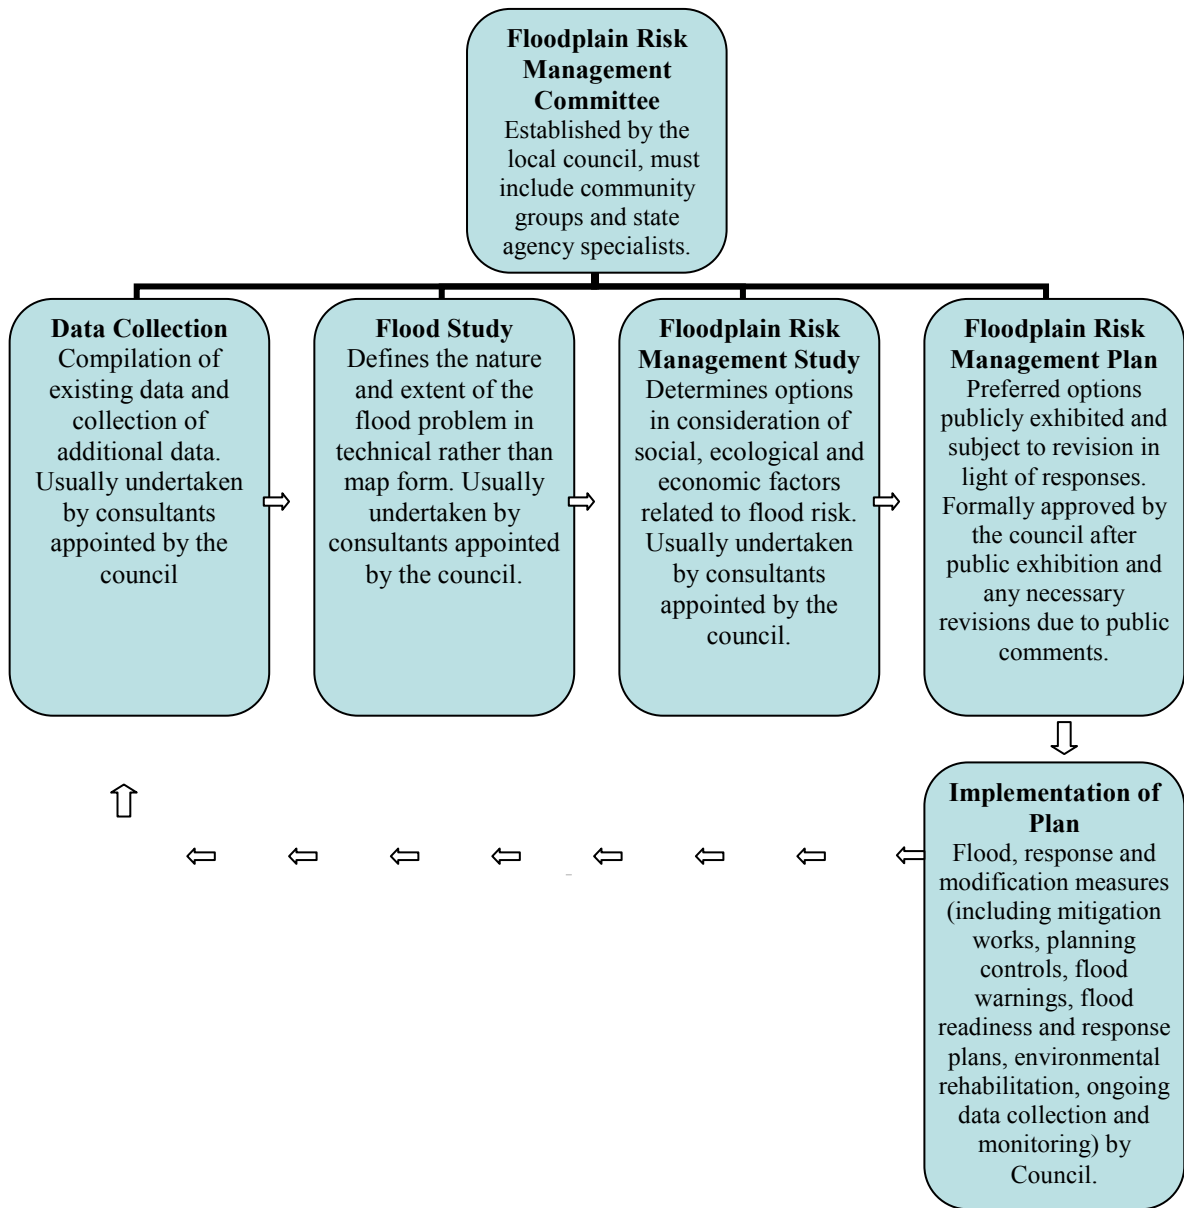 Floodplain Risk
Management
Committee
Established by the
local council, must
include community
groups and state
agency specialists.
Data Collection
Compilation of
existing data and
collection of
additional data.
Usually undertaken
by consultants
appointed by the
council
Flood Study
Defines the nature
and extent of the
flood problem in
technical rather than
map form. Usually
undertaken by
consultants appointed
by the council.
Floodplain Risk
Management Study
Determines options
in consideration of
social, ecological and
economic factors
related to flood risk.
Usually undertaken
by consultants
appointed by the
council.
Floodplain Risk
Management Plan
Preferred options
publicly exhibited and
subject to revision in
light of responses.
Formally approved by
the council after
public exhibition and
any necessary
revisions due to public
comments.
Implementation of
Plan
Flood, response and
modification measures
(including mitigation
works, planning
controls, flood
warnings, flood
readiness and response
plans, environmental
rehabilitation, ongoing
data collection and
monitoring) by
Council.